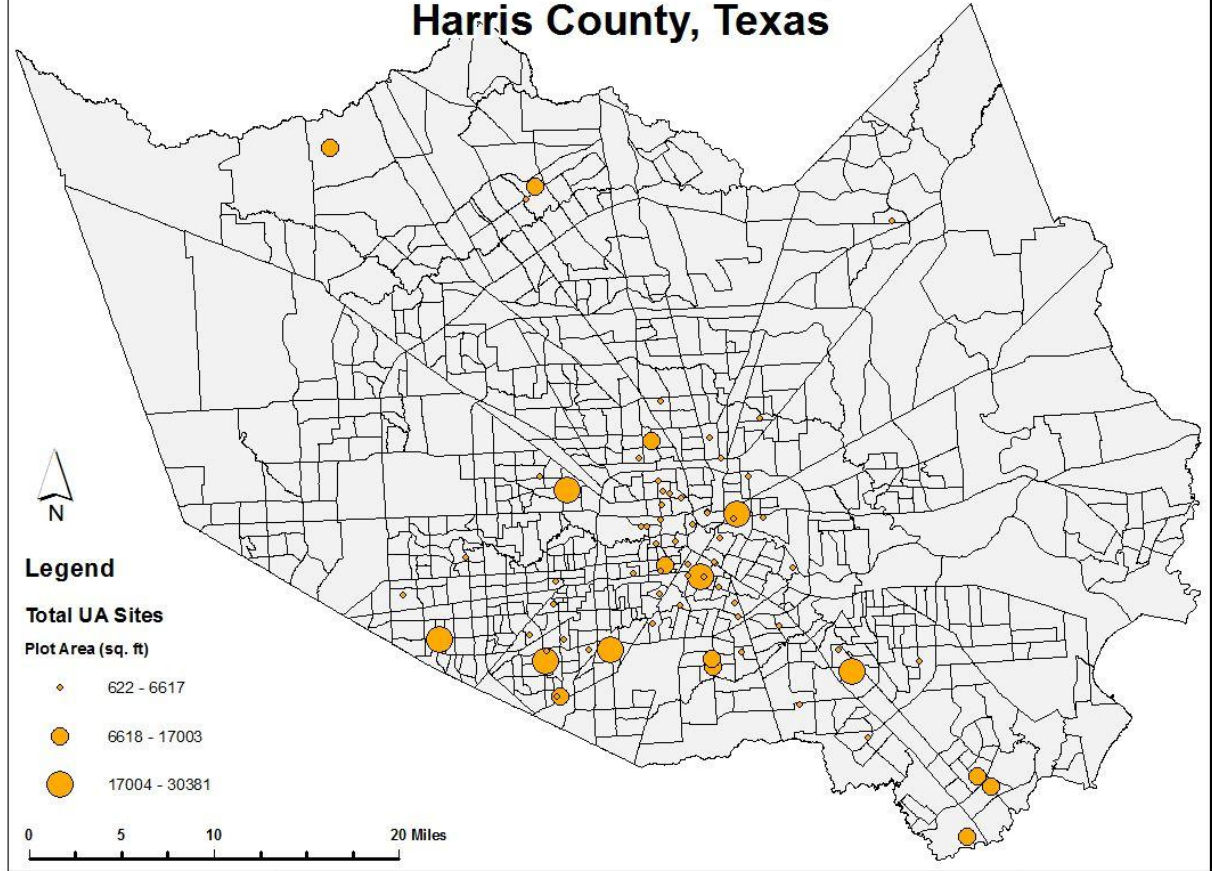 Harris County, Texas
N
Legend
Total UA Sites
Plot Area (sq. ft)
622 - 6617
6618 - 17003
17004 - 30381
0 5 10 20 Miles